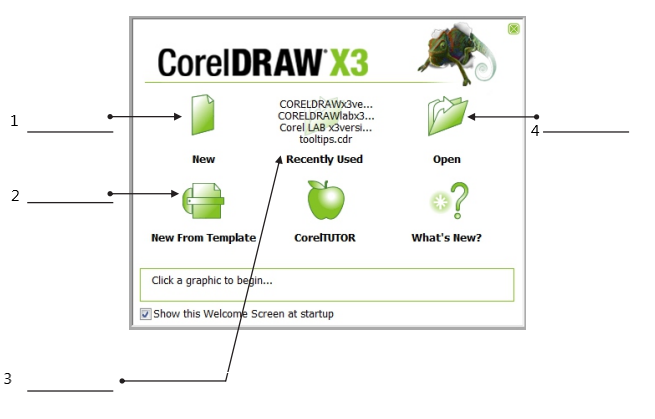 CorelDRAW X3
1
CORELDRAWx3ve...
CORELDRAWlabx3...
Corel LAB x3versi...
tooltips.cdr
4
New
Recently Used
Open
2
New From Template
CorelTUTOR
What's New?
Click a graphic to begin...
Show this Welcome Screen at startup
3